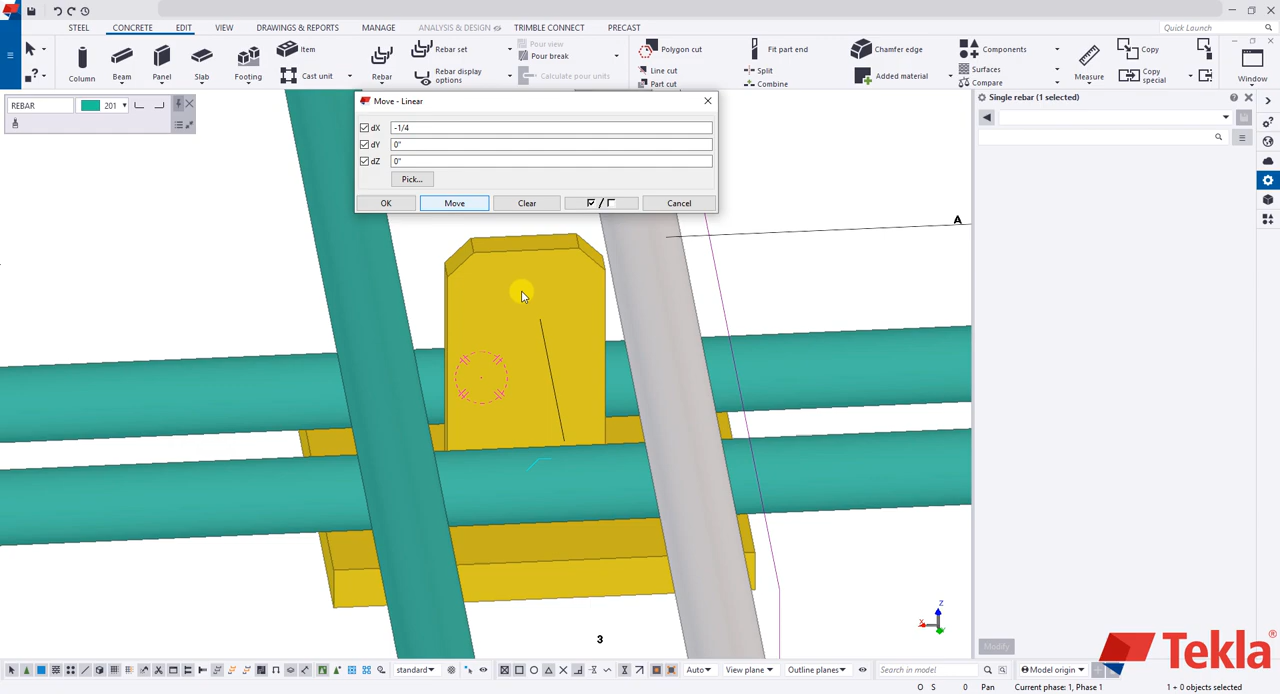 STEEL CONCRETE EDIT VIEW DRAWINGS & REPORTS MANAGE ANALYSIS & DESIGN TRIMBLE CONNECT PRECAST Quick Launch
Column Beam Panel Slab Footing Item Cast unit Rebar Rebar set Rebar display options Pour view Pour break Calculate pour units Polygon cut Line cut Part cut Fit part end Split Combine Chamfer edge Added material Components Surfaces Compare Measure Copy Copy special Window
REBAR 201
Single rebar (1 selected)
Move - Linear
dX -1/4
dY 0"
dZ 0"
Pick...
OK Move Clear / Cancel
A
3
Z
X
Modify
Tekla®
standard Auto View plane Outline planes Search in model Model origin
O S 0 Pan Current phase: 1, Phase 1 1 + 0 objects selected